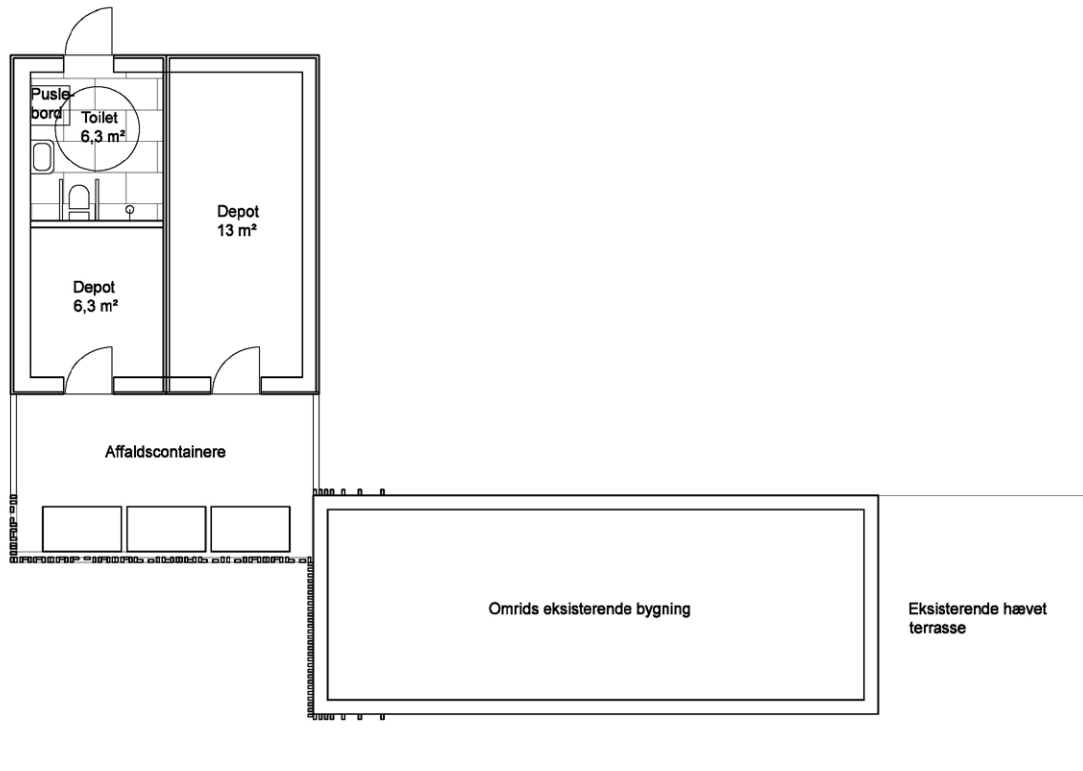 Pusle-
bord
Toilet
6,3 m²
Depot
13 m²
Depot
6,3 m²
Affaldscontainere
Omrids eksisterende bygning
Eksisterende hævet
terrasse